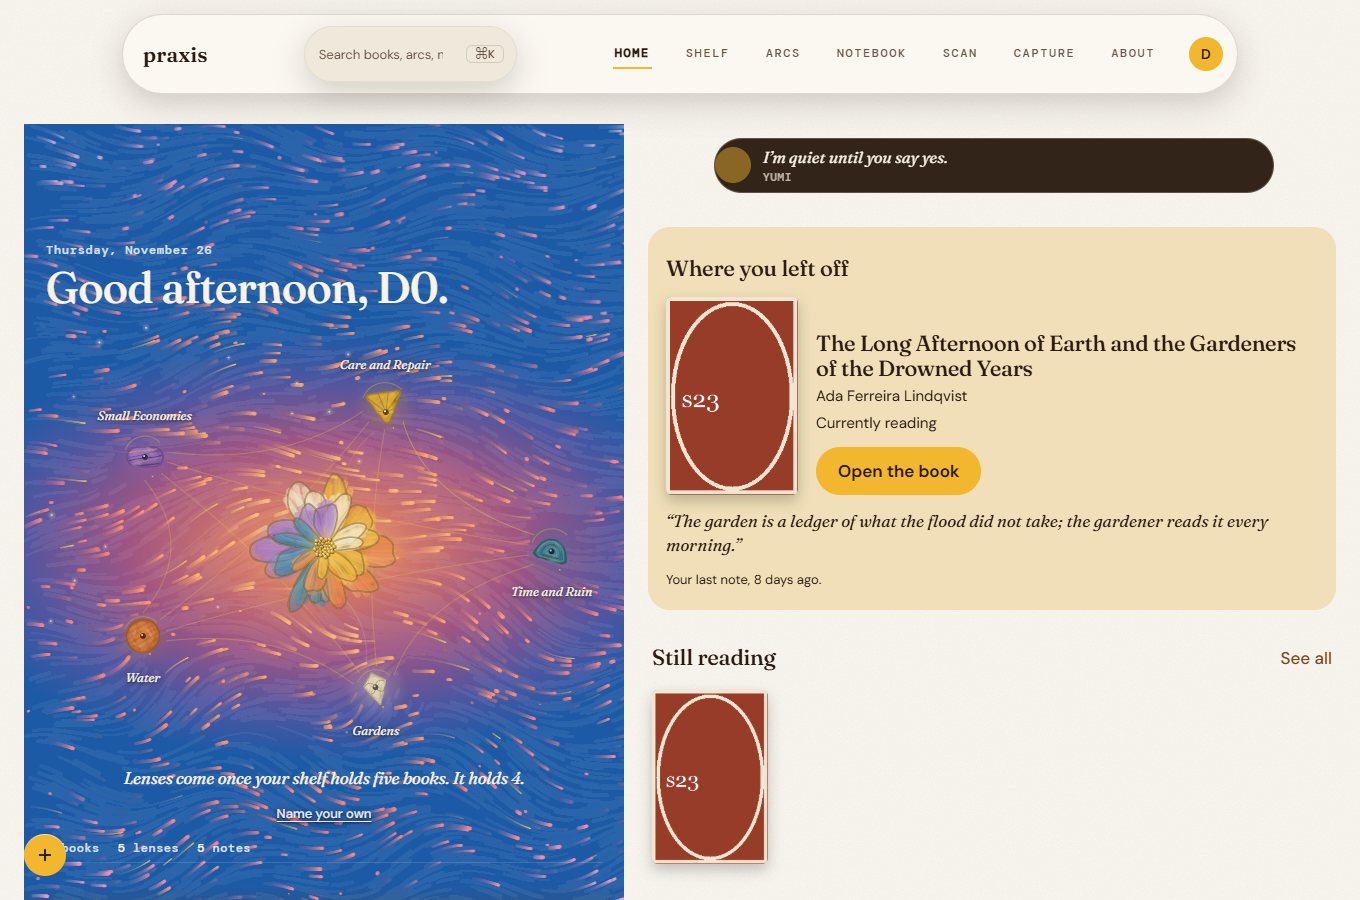 praxis
Search books, arcs, n
⌘K
HOME SHELF ARCS NOTEBOOK SCAN CAPTURE ABOUT
D
I’m quiet until you say yes.
YUMI
Thursday, November 26
Good afternoon, D0.
Care and Repair
Small Economies
Time and Ruin
Water
Gardens
Lenses come once your shelf holds five books. It holds 4.
Name your own
+
books 5 lenses 5 notes
Where you left off
s23
The Long Afternoon of Earth and the Gardeners
of the Drowned Years
Ada Ferreira Lindqvist
Currently reading
Open the book
“The garden is a ledger of what the flood did not take; the gardener reads it every
morning.”
Your last note, 8 days ago.
Still reading
See all
s23